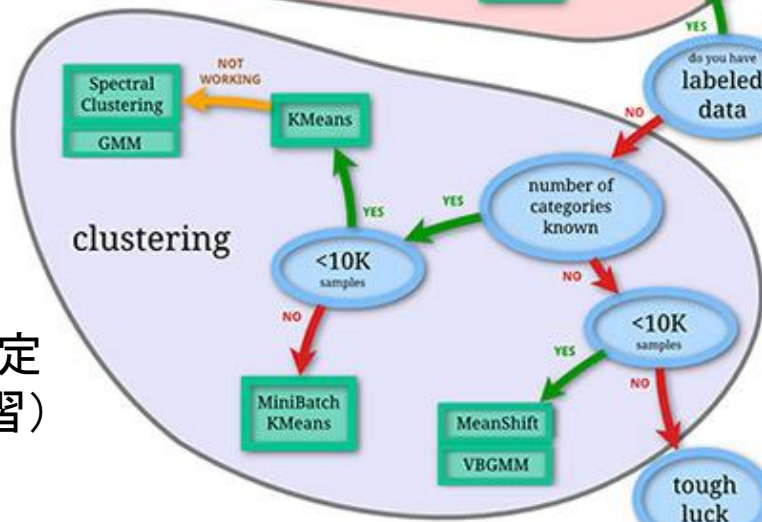 YES
do you have
labeled
data
NO
NOT
WORKING
Spectral
Clustering
GMM
KMeans
number of
categories
known
YES
YES
clustering
<10K
samples
NO
NO
<10K
samples
YES
NO
定
習）
MiniBatch
KMeans
MeanShift
VBGMM
tough
luck